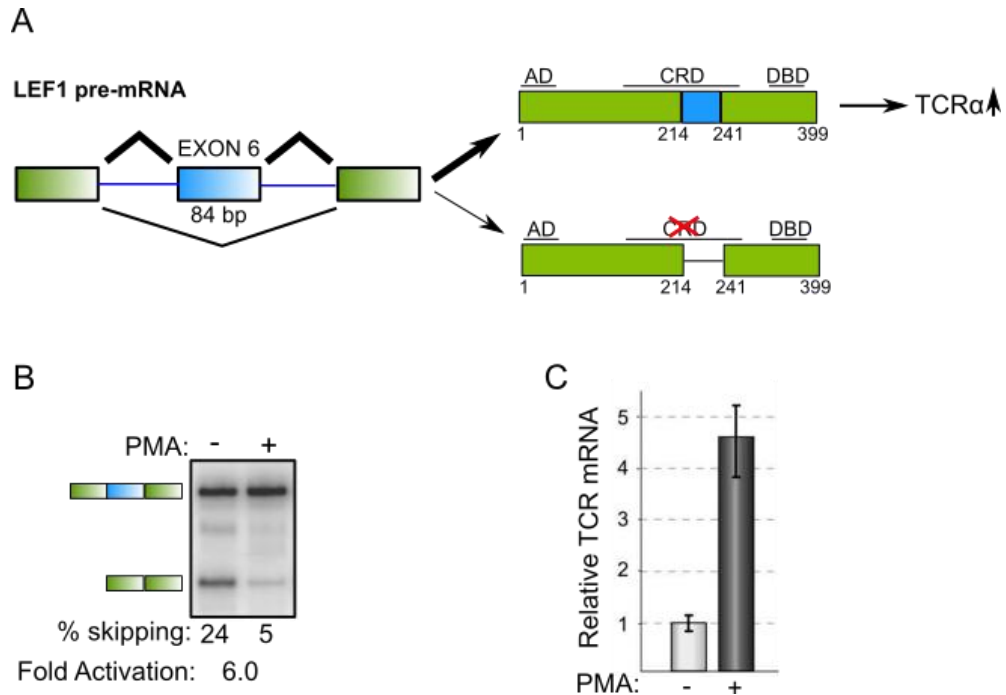 A
LEF1 pre-mRNA
EXON 6
84 bp
AD CRD DBD
1 214 241 399
TCRα
AD CRD DBD
1 214 241 399
B
PMA: - +
% skipping: 24 5
Fold Activation: 6.0
C
Relative TCR mRNA
5
4
3
2
1
PMA: - +